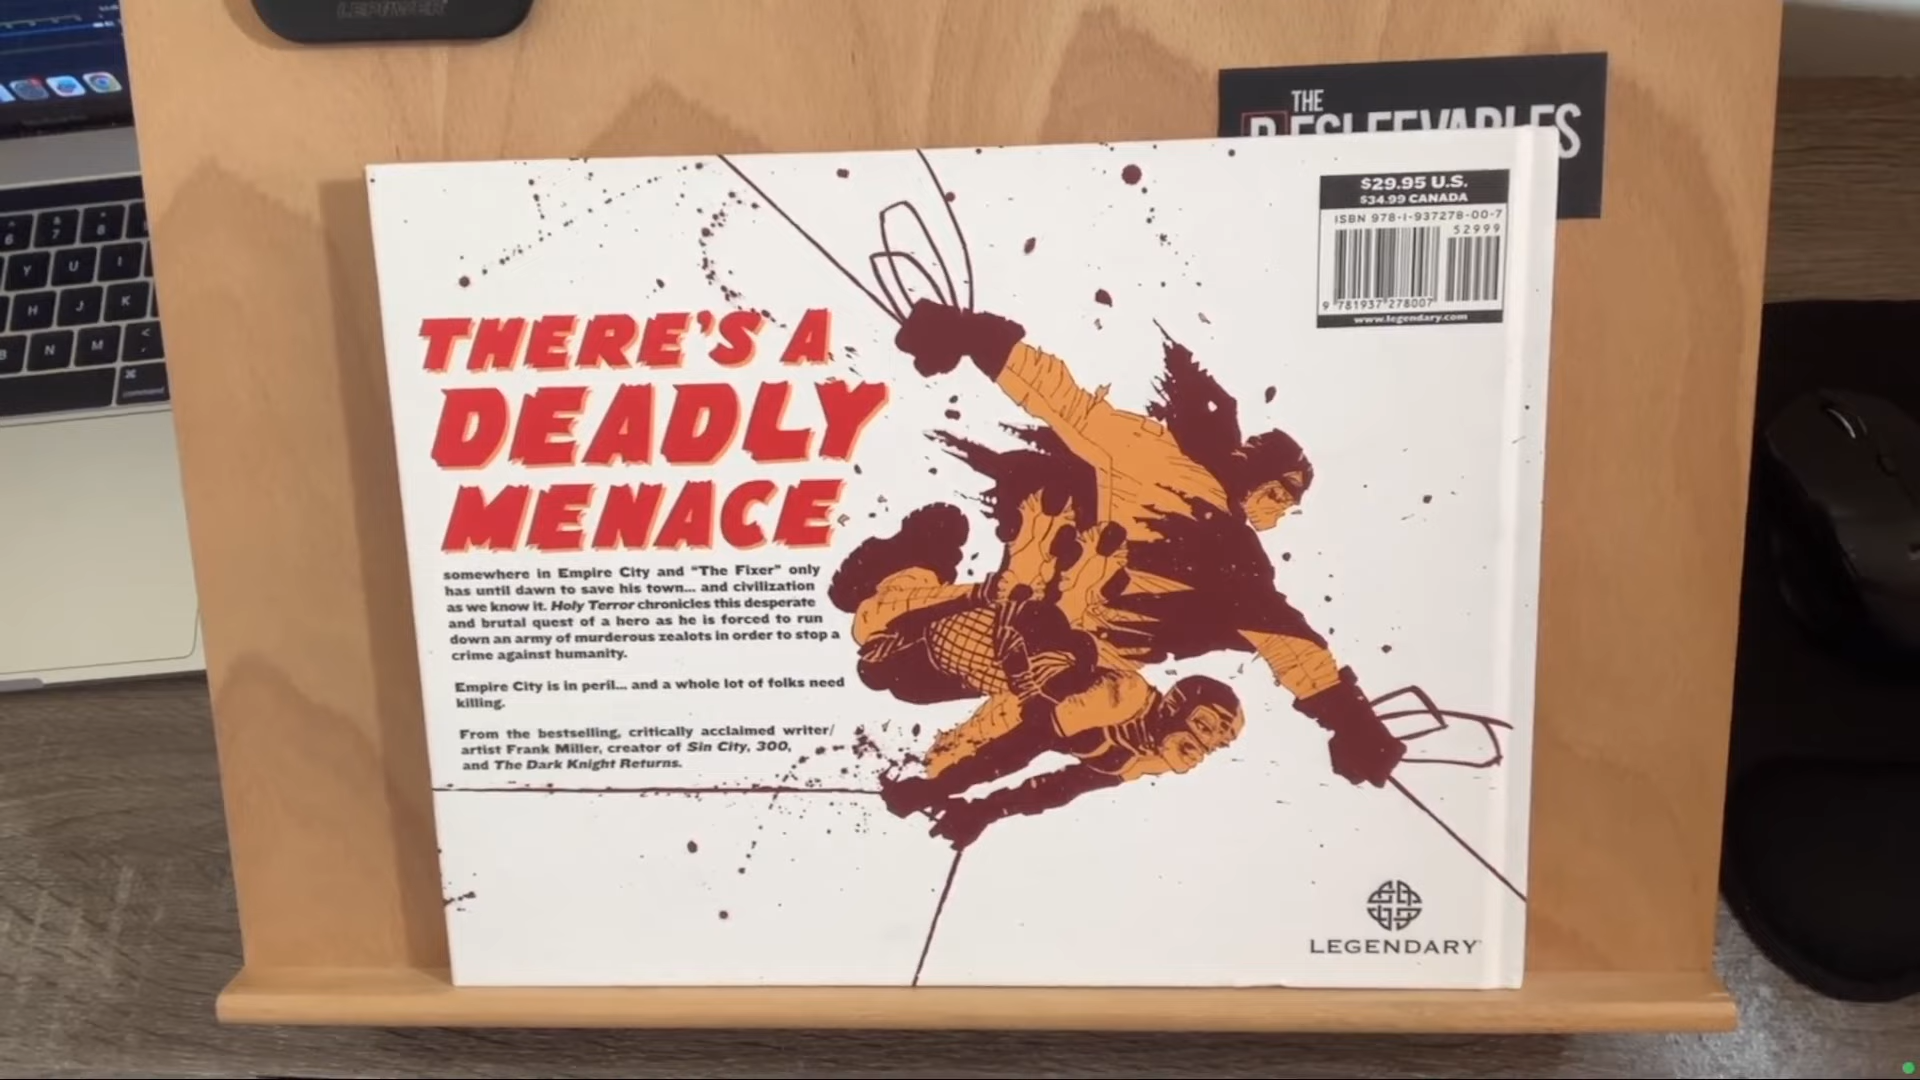 THE
$29.95 U.S.
$34.99 CANADA
ISBN 978-1-937278-00-7
52999
9 781937 278007
www.legendary.com
THERE'S A
DEADLY
MENACE
somewhere in Empire City and "The Fixer" only
has until dawn to save his town... and civilization
as we know it. Holy Terror chronicles this desperate
and brutal quest of a hero as he is forced to run
down an army of murderous zealots in order to stop a
crime against humanity.
Empire City is in peril... and a whole lot of folks need
killing.
From the bestselling, critically acclaimed writer/
artist Frank Miller, creator of Sin City, 300,
and The Dark Knight Returns.
LEGENDARY
6
7
8
Y
U
I
H
J
K
N
M
<
command